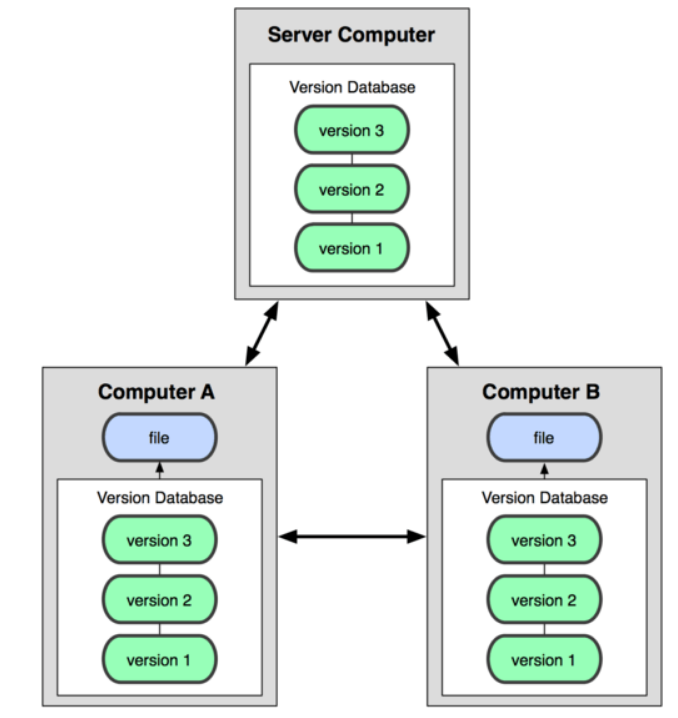 Server Computer
Version Database
version 3
version 2
version 1
Computer A
file
Version Database
version 3
version 2
version 1
Computer B
file
Version Database
version 3
version 2
version 1